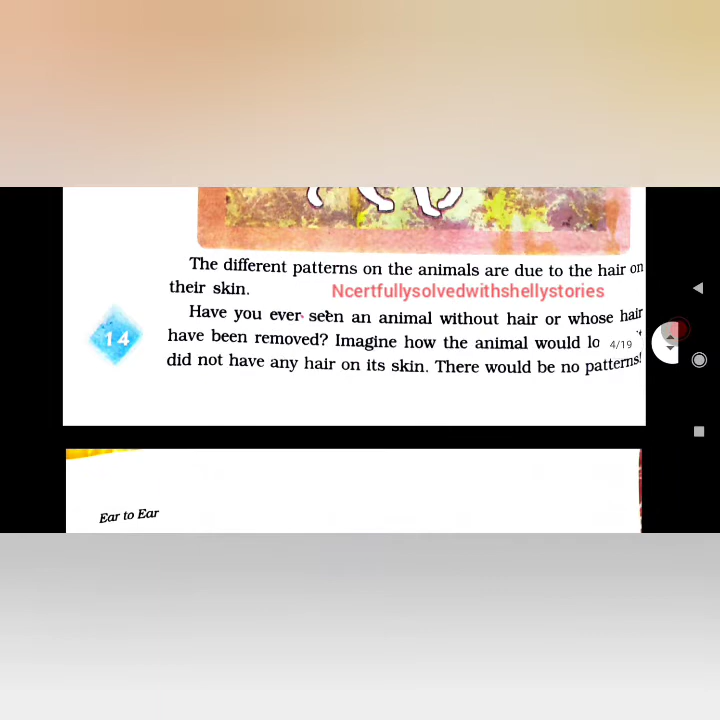 The different patterns on the animals are due to the hair on
their skin.
Ncertfullysolvedwithshellystories
Have you ever seen an animal without hair or whose hair
14
have been removed? Imagine how the animal would lo
4/19
did not have any hair on its skin. There would be no patterns!
Ear to Ear